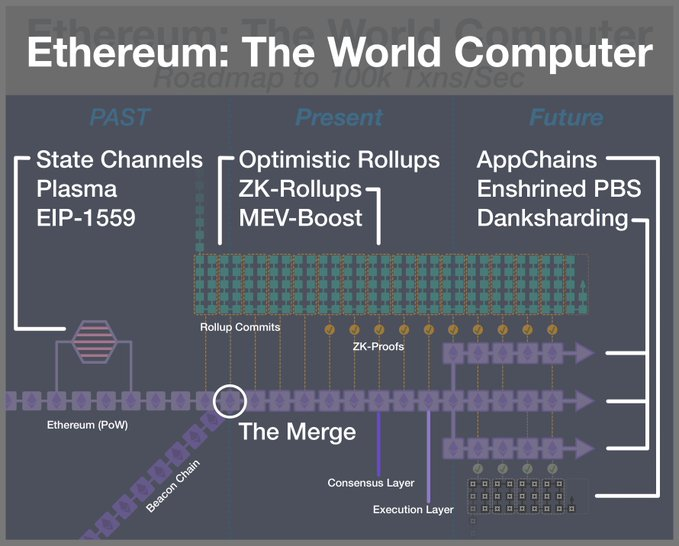 Ethereum: The World Computer
Roadmap to 100k Txns/Sec
PAST
Present
Future
State Channels
Plasma
EIP-1559
Optimistic Rollups
ZK-Rollups
MEV-Boost
AppChains
Enshrined PBS
Danksharding
Rollup Commits
ZK-Proofs
Ethereum (PoW)
The Merge
Beacon Chain
Consensus Layer
Execution Layer